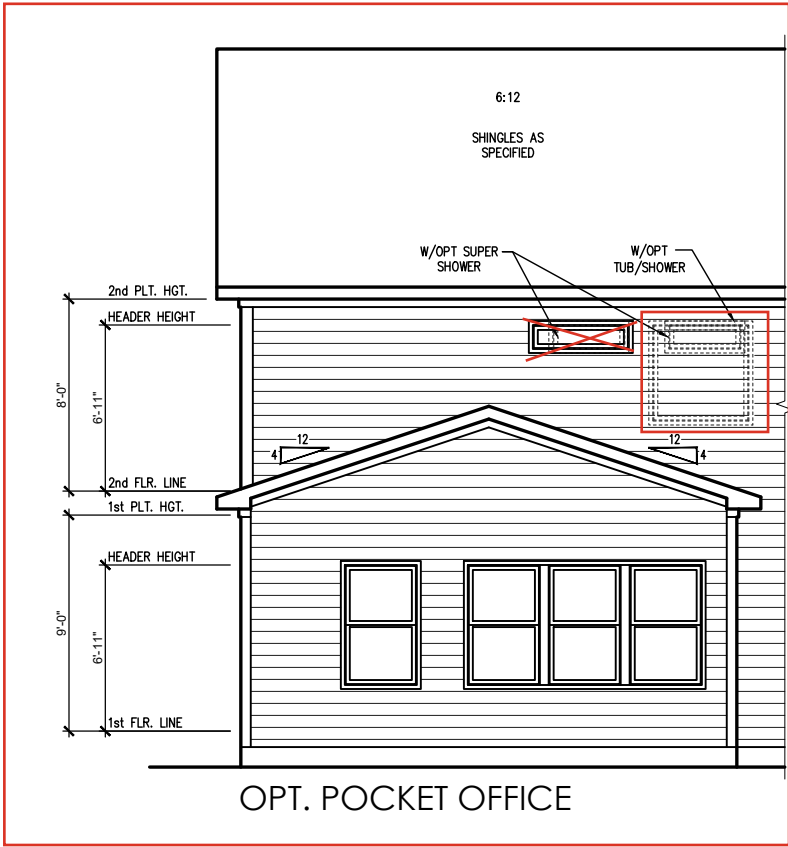 6:12
SHINGLES AS
SPECIFIED
W/OPT SUPER
SHOWER
W/OPT
TUB/SHOWER
2nd PLT. HGT.
HEADER HEIGHT
8'-0"
6'-11"
12
4
12
4
2nd FLR. LINE
1st PLT. HGT.
HEADER HEIGHT
9'-0"
6'-11"
1st FLR. LINE
OPT. POCKET OFFICE